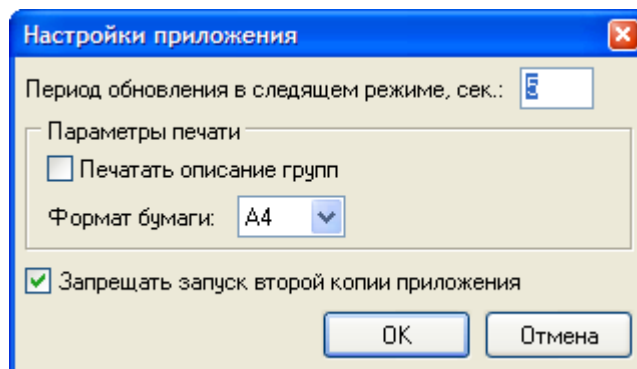 Настройки приложения
Период обновления в следящем режиме, сек.: 5
Параметры печати
Печатать описание групп
Формат бумаги: A4
Запрещать запуск второй копии приложения
OK Отмена